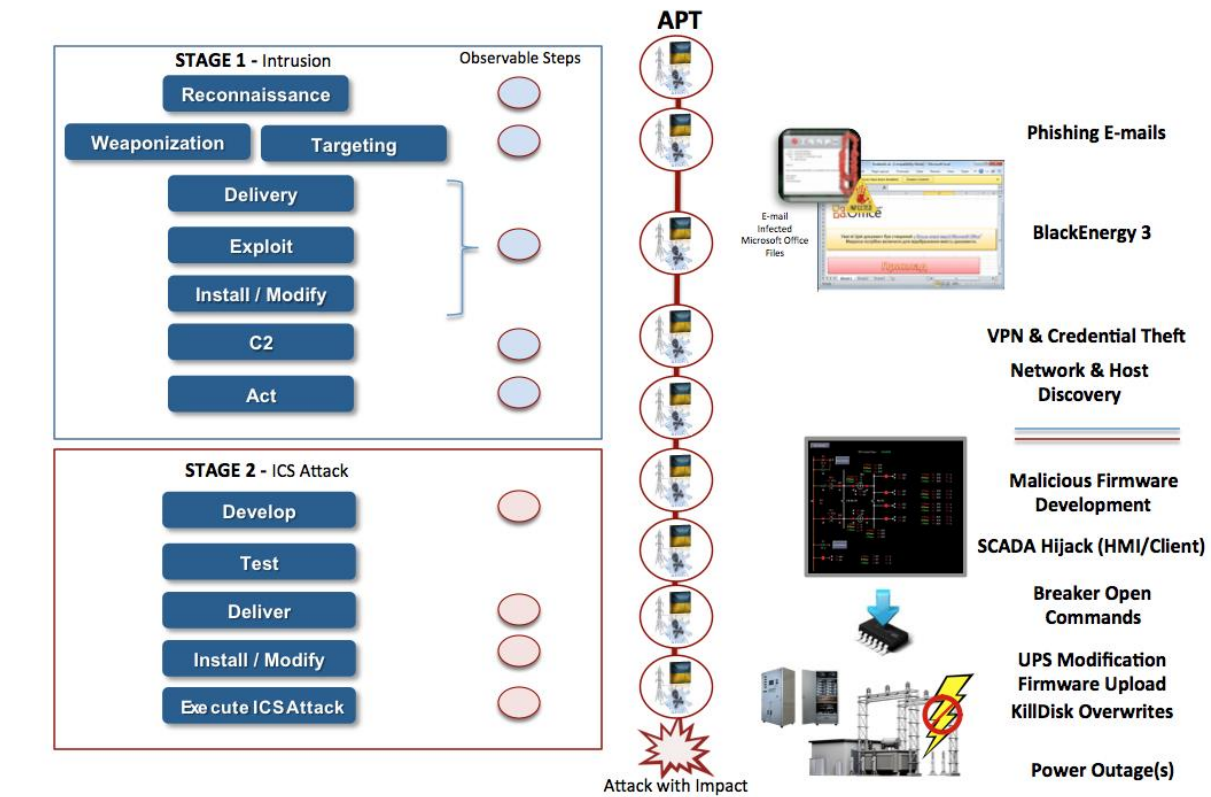 APT
STAGE 1 - Intrusion
Observable Steps
Reconnaissance
Weaponization
Targeting
Delivery
Exploit
Install / Modify
C2
Act
STAGE 2 - ICS Attack
Develop
Test
Deliver
Install / Modify
Execute ICS Attack
Attack with Impact
INFECTED
E-mail
Infected
Microsoft Office
Files
Office
Phishing E-mails
BlackEnergy 3
VPN & Credential Theft
Network & Host
Discovery
Malicious Firmware
Development
SCADA Hijack (HMI/Client)
Breaker Open
Commands
UPS Modification
Firmware Upload
KillDisk Overwrites
Power Outage(s)